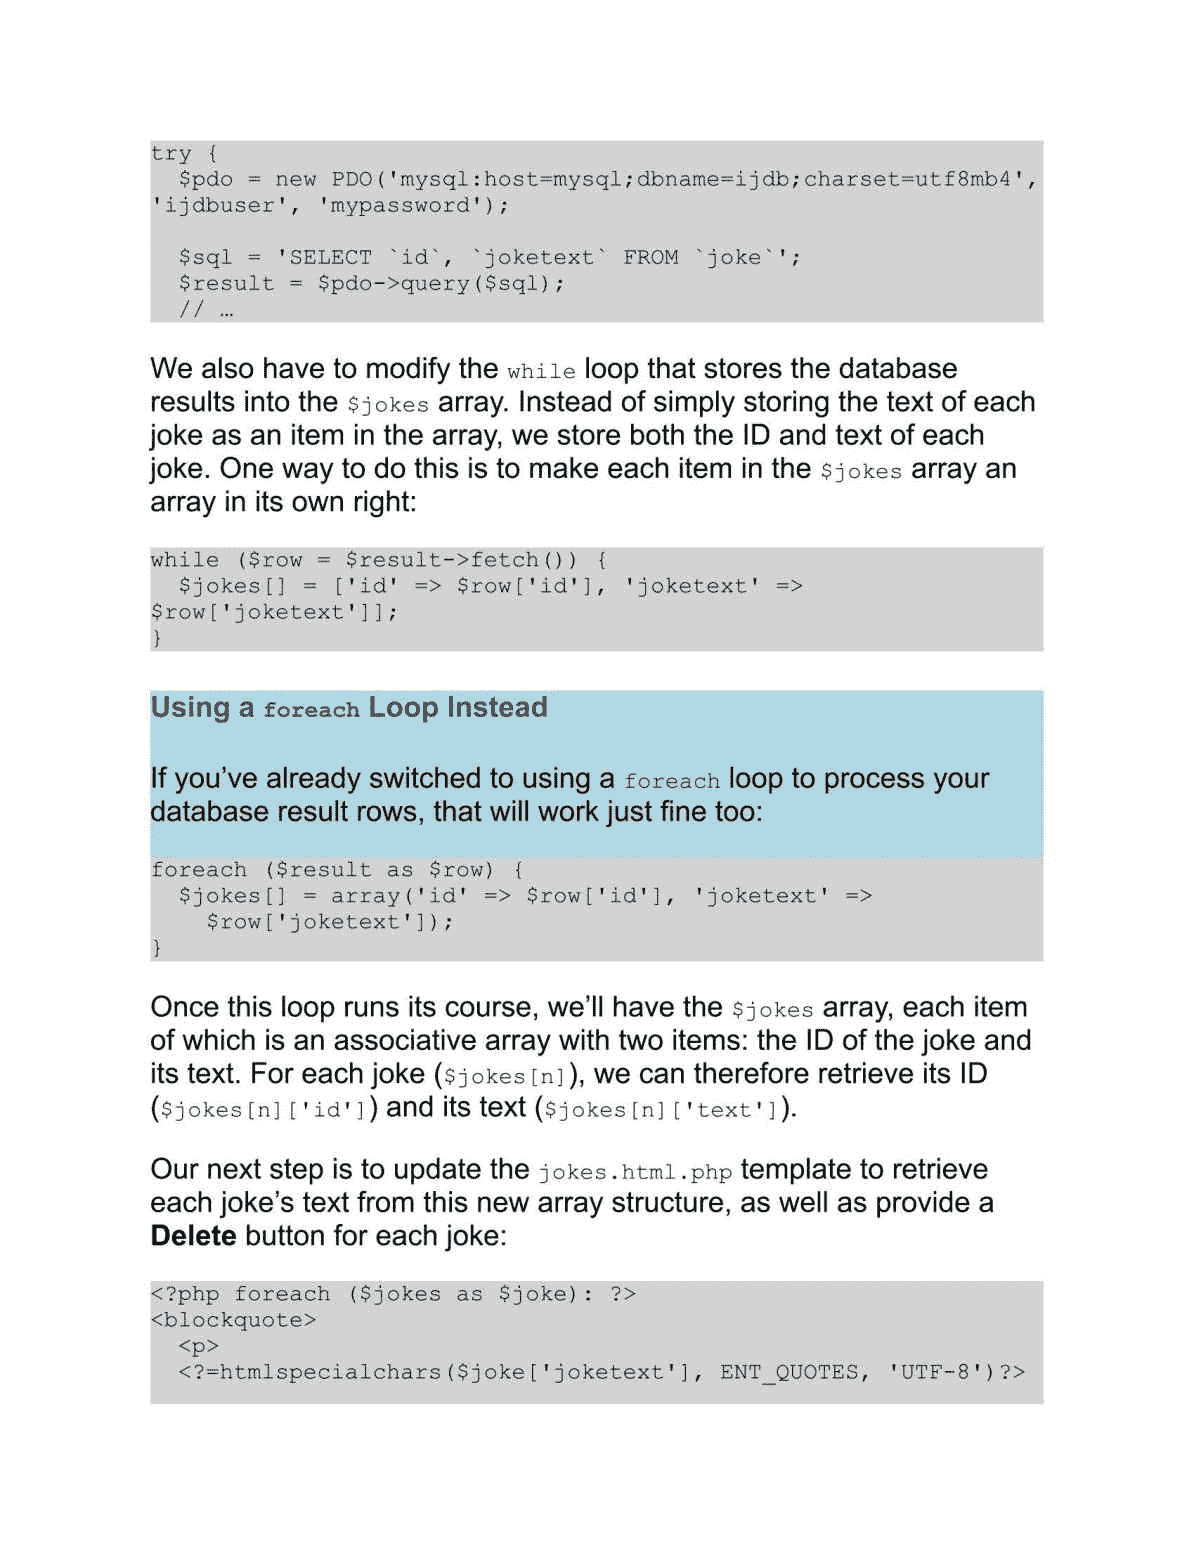 try {
  $pdo = new PDO('mysql:host=mysql;dbname=ijdb;charset=utf8mb4',
'ijdbuser', 'mypassword');

  $sql = 'SELECT `id`, `joketext` FROM `joke`';
  $result = $pdo->query($sql);
  // …
We also have to modify the while loop that stores the database
results into the $jokes array. Instead of simply storing the text of each
joke as an item in the array, we store both the ID and text of each
joke. One way to do this is to make each item in the $jokes array an
array in its own right:
while ($row = $result->fetch()) {
  $jokes[] = ['id' => $row['id'], 'joketext' =>
$row['joketext']];
}
Using a foreach Loop Instead
If you’ve already switched to using a foreach loop to process your
database result rows, that will work just fine too:
foreach ($result as $row) {
  $jokes[] = array('id' => $row['id'], 'joketext' =>
    $row['joketext']);
}
Once this loop runs its course, we’ll have the $jokes array, each item
of which is an associative array with two items: the ID of the joke and
its text. For each joke ($jokes[n]), we can therefore retrieve its ID
($jokes[n]['id']) and its text ($jokes[n]['text']).
Our next step is to update the jokes.html.php template to retrieve
each joke’s text from this new array structure, as well as provide a
Delete button for each joke:
<?php foreach ($jokes as $joke): ?>
<blockquote>
  <p>
  <?=htmlspecialchars($joke['joketext'], ENT_QUOTES, 'UTF-8')?>